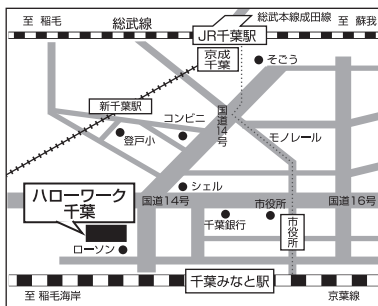 至 稲毛
総武線
総武本線成田線
至 蘇我
JR千葉駅
京成
千葉
そごう
新千葉駅
コンビニ
国道14号
登戸小
モノレール
シェル
ハローワーク
千葉
国道14号
市役所
国道16号
千葉銀行
市役所
ローソン
千葉みなと駅
至 稲毛海岸
京葉線